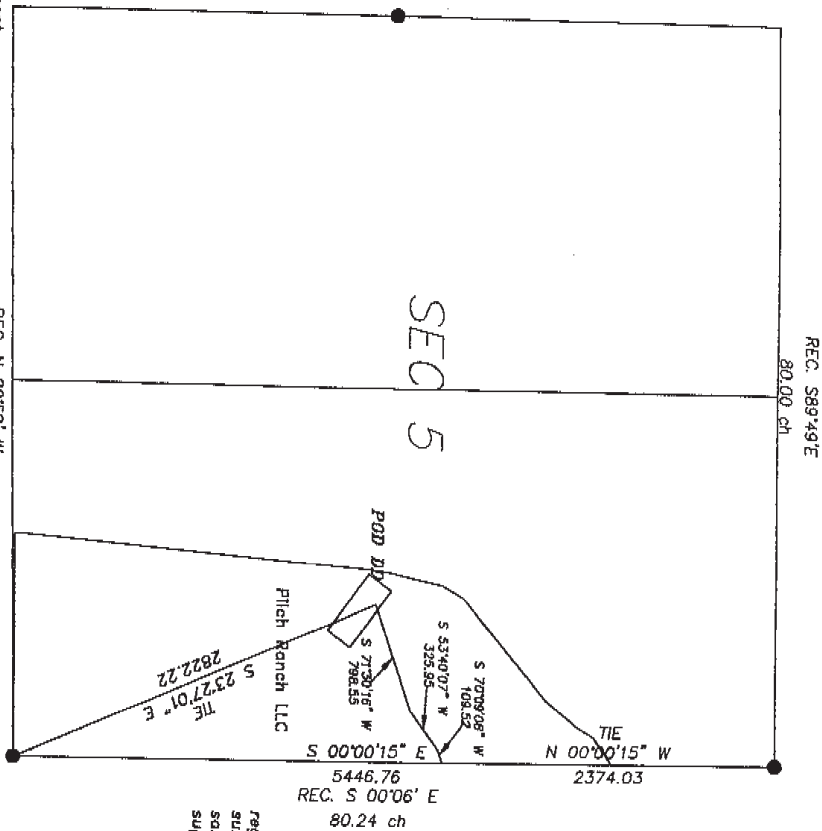 REC. S89°49'E
80.00 ch
SEC 5
POD DD
Pilch Ranch LLC
S 71°30'16" W
798.55
S 53°40'07" W
325.95
S 70°09'08" W
109.52
TIE
S 23°27'01" E
2822.22
S 00°00'15" E
5446.76
REC. S 00°06' E
80.24 ch
TIE
N 00°00'15" W
2374.03